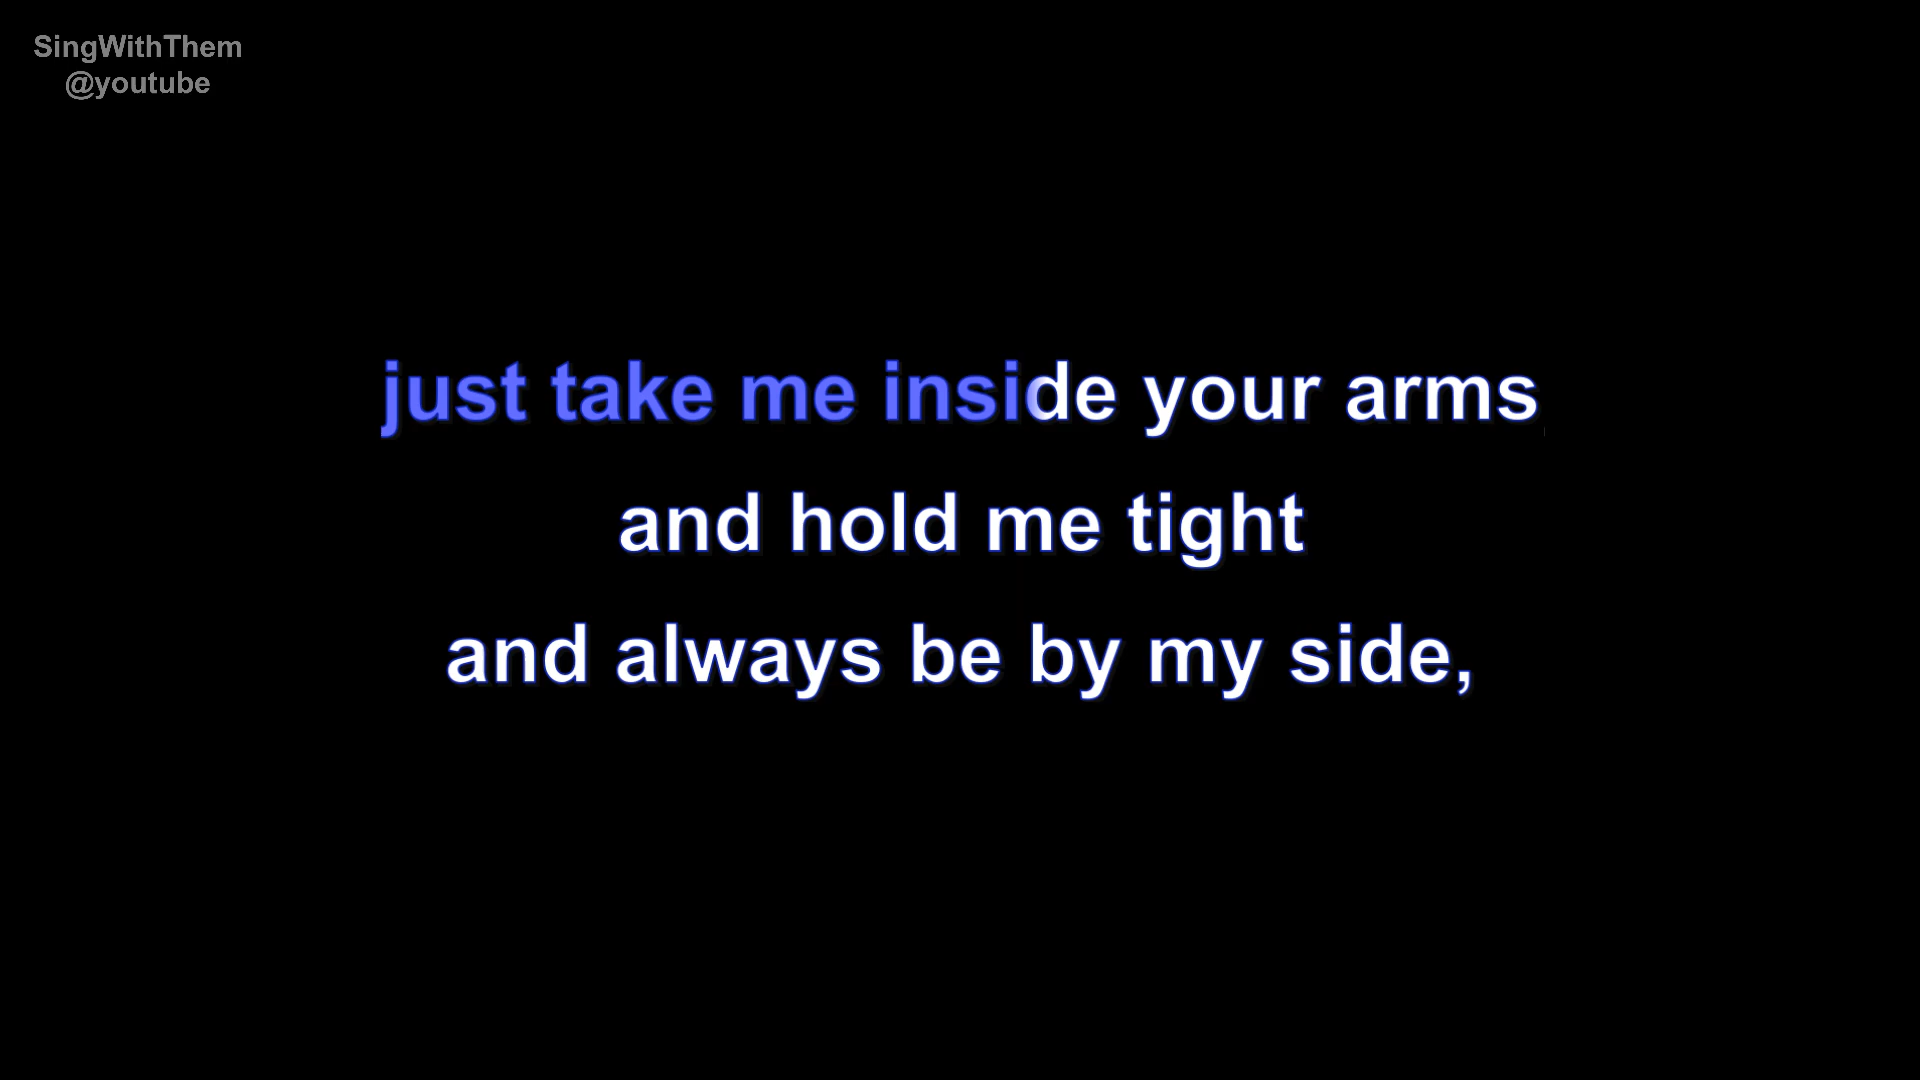 SingWithThem
@youtube
just take me inside your arms
and hold me tight
and always be by my side,